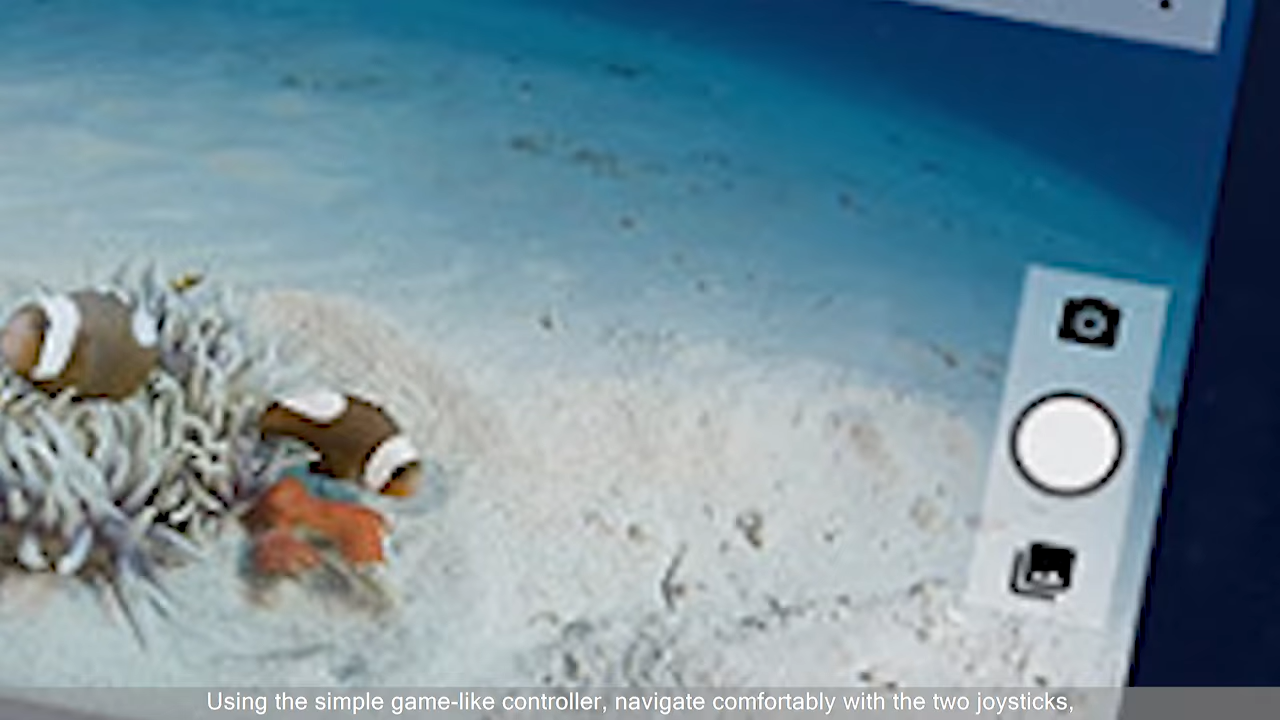 Using the simple game-like controller, navigate comfortably with the two joysticks,